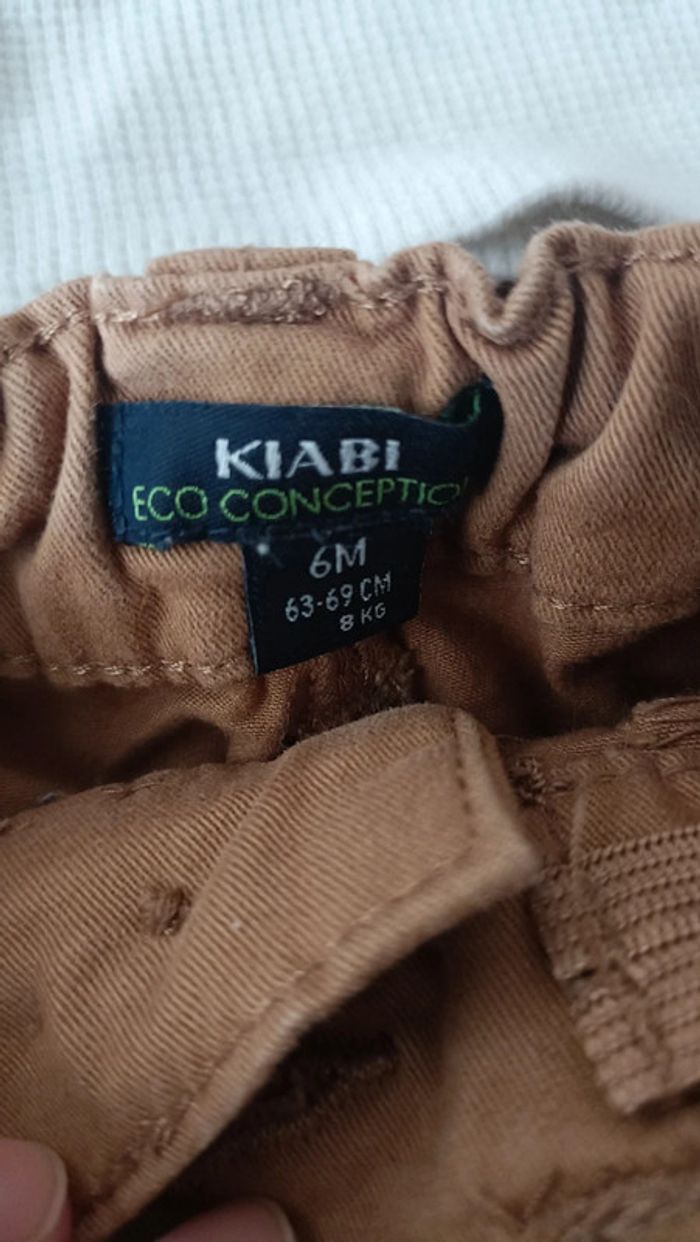 KIABI
ECO CONCEPTIO
6M
63-69 CM
8 KG